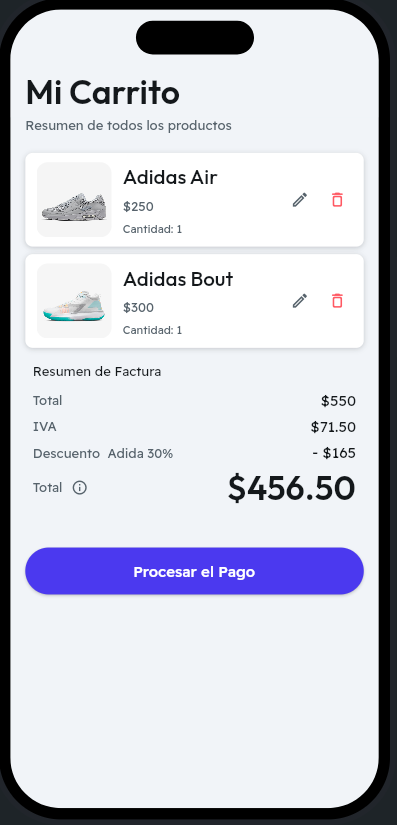 Mi Carrito
Resumen de todos los productos
Adidas Air
$250
Cantidad: 1
Adidas Bout
$300
Cantidad: 1
Resumen de Factura
Total $550
IVA $71.50
Descuento Adida 30% - $165
Total $456.50
Procesar el Pago